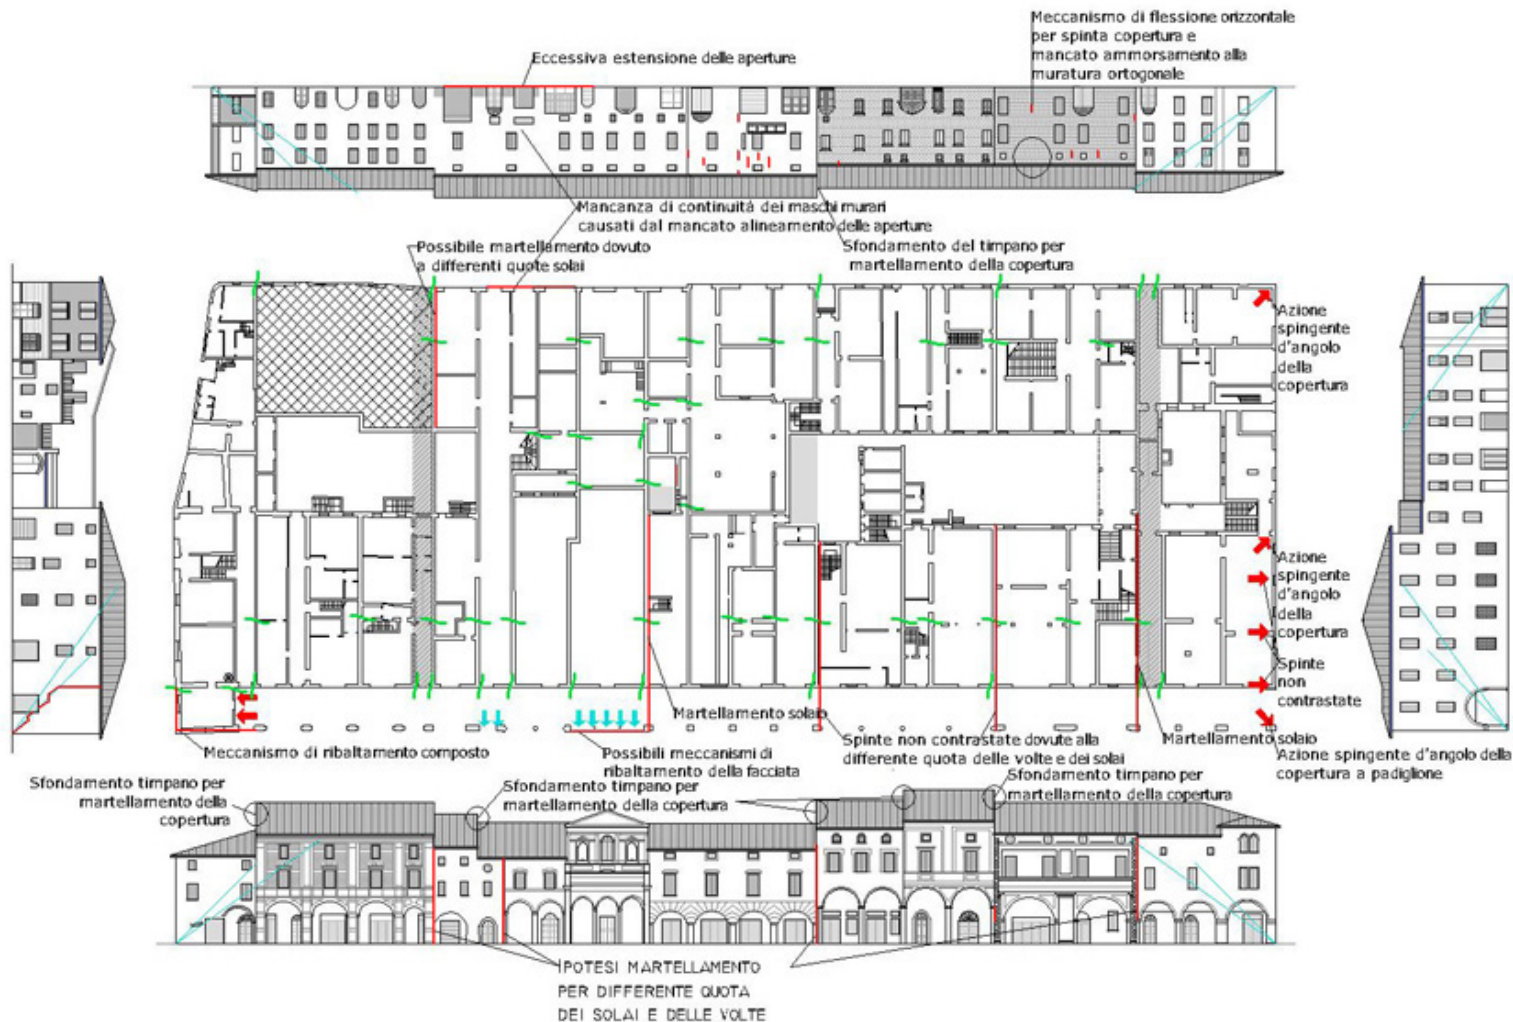 Meccanismo di flessione orizzontale
per spinta copertura e
mancato ammorsamento alla
muratura ortogonale
Eccessiva estensione delle aperture
Mancanza di continuità dei maschi murari
causati dal mancato alineamento delle aperture
Possibile martellamento dovuto
a differenti quote solai
Sfondamento del timpano per
martellamento della copertura
Azione
spingente
d'angolo
della
copertura
Azione
spingente
d'angolo
della
copertura
Spinte
non
contrastate
Martellamento solaio
Meccanismo di ribaltamento composto
Possibili meccanismi di
ribaltamento della facciata
Spinte non contrastate dovute alla
differente quota delle volte e dei solai
Martellamento solaio
Azione spingente d'angolo della
copertura a padiglione
Sfondamento timpano per
martellamento della
copertura
Sfondamento timpano per
martellamento della copertura
Sfondamento timpano per
martellamento della copertura
IPOTESI MARTELLAMENTO
PER DIFFERENTE QUOTA
DEI SOLAI E DELLE VOLTE